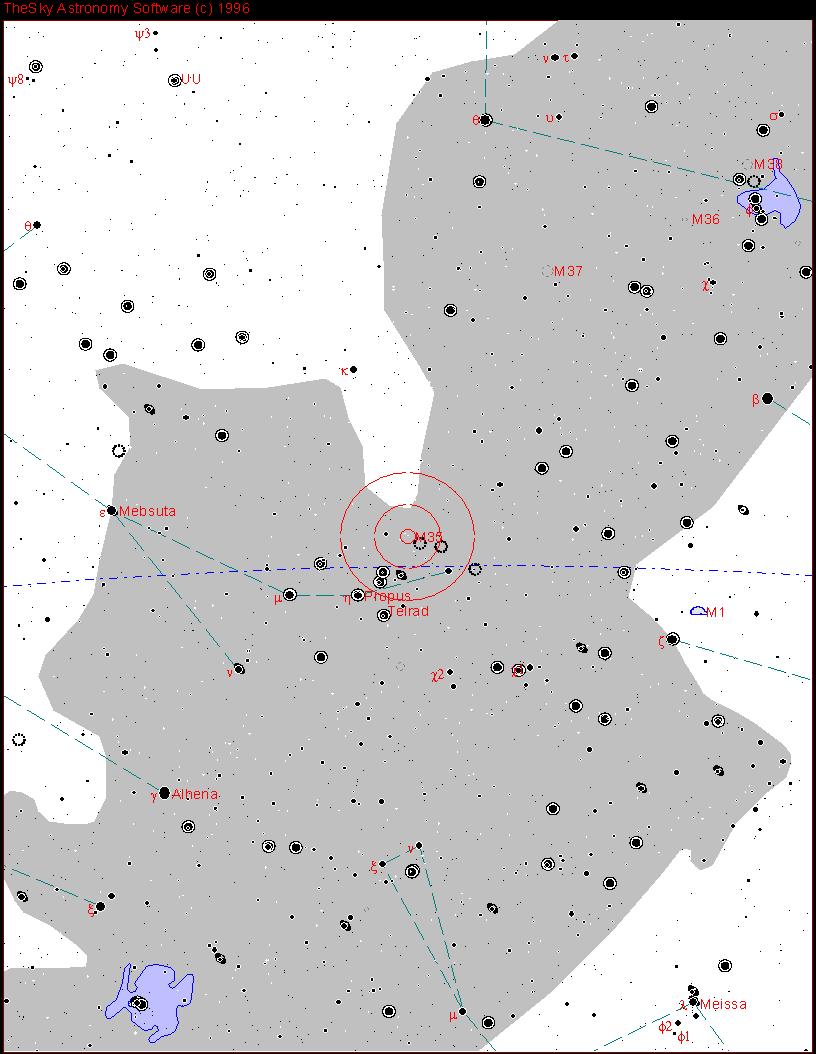 TheSky Astronomy Software (c) 1996
ψ3
ν τ
ψ8
UU
θ
υ
σ
M38
φ
M36
θ
M37
χ
κ
β
ε Mebsuta
M35
μ
η Propus
Telrad
M1
ζ
ν
χ2
γ Alhena
ν
ξ
ξ
μ
λ Meissa
φ2
φ1